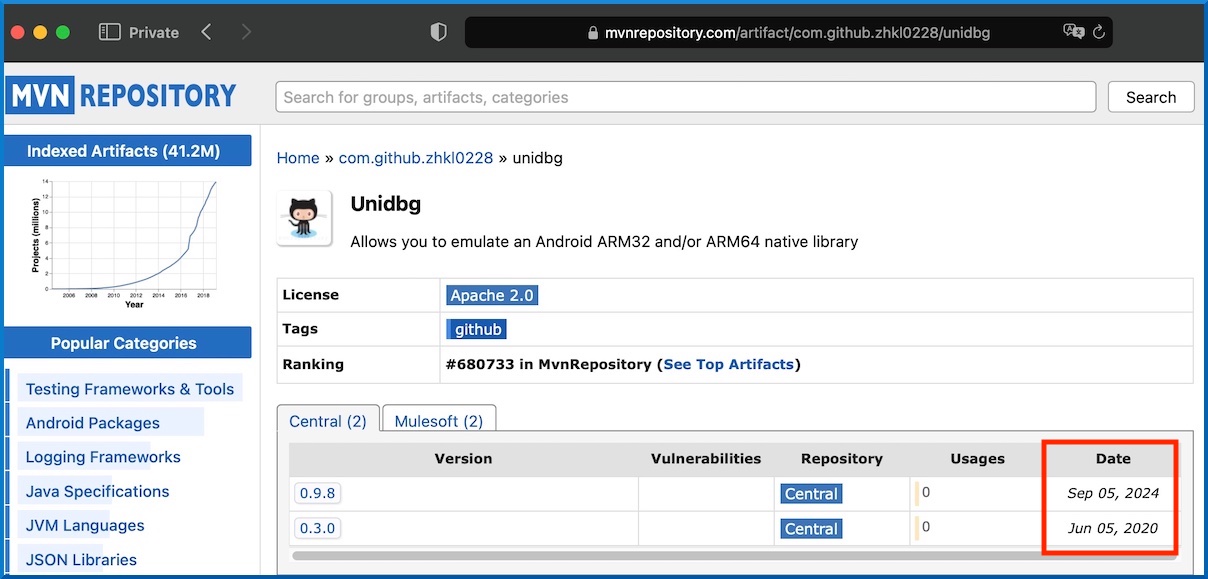 Private
mvnrepository.com/artifact/com.github.zhkl0228/unidbg
MVN REPOSITORY
Search for groups, artifacts, categories
Search
Indexed Artifacts (41.2M)
Projects (millions)
14
12
10
8
6
4
2
0
2006 2008 2010 2012 2014 2016 2018
Year
Popular Categories
Testing Frameworks & Tools
Android Packages
Logging Frameworks
Java Specifications
JVM Languages
JSON Libraries
Home » com.github.zhkl0228 » unidbg
Unidbg
Allows you to emulate an Android ARM32 and/or ARM64 native library
License Apache 2.0
Tags github
Ranking #680733 in MvnRepository (See Top Artifacts)
Central (2) Mulesoft (2)
Version Vulnerabilities Repository Usages Date
0.9.8 Central 0 Sep 05, 2024
0.3.0 Central 0 Jun 05, 2020